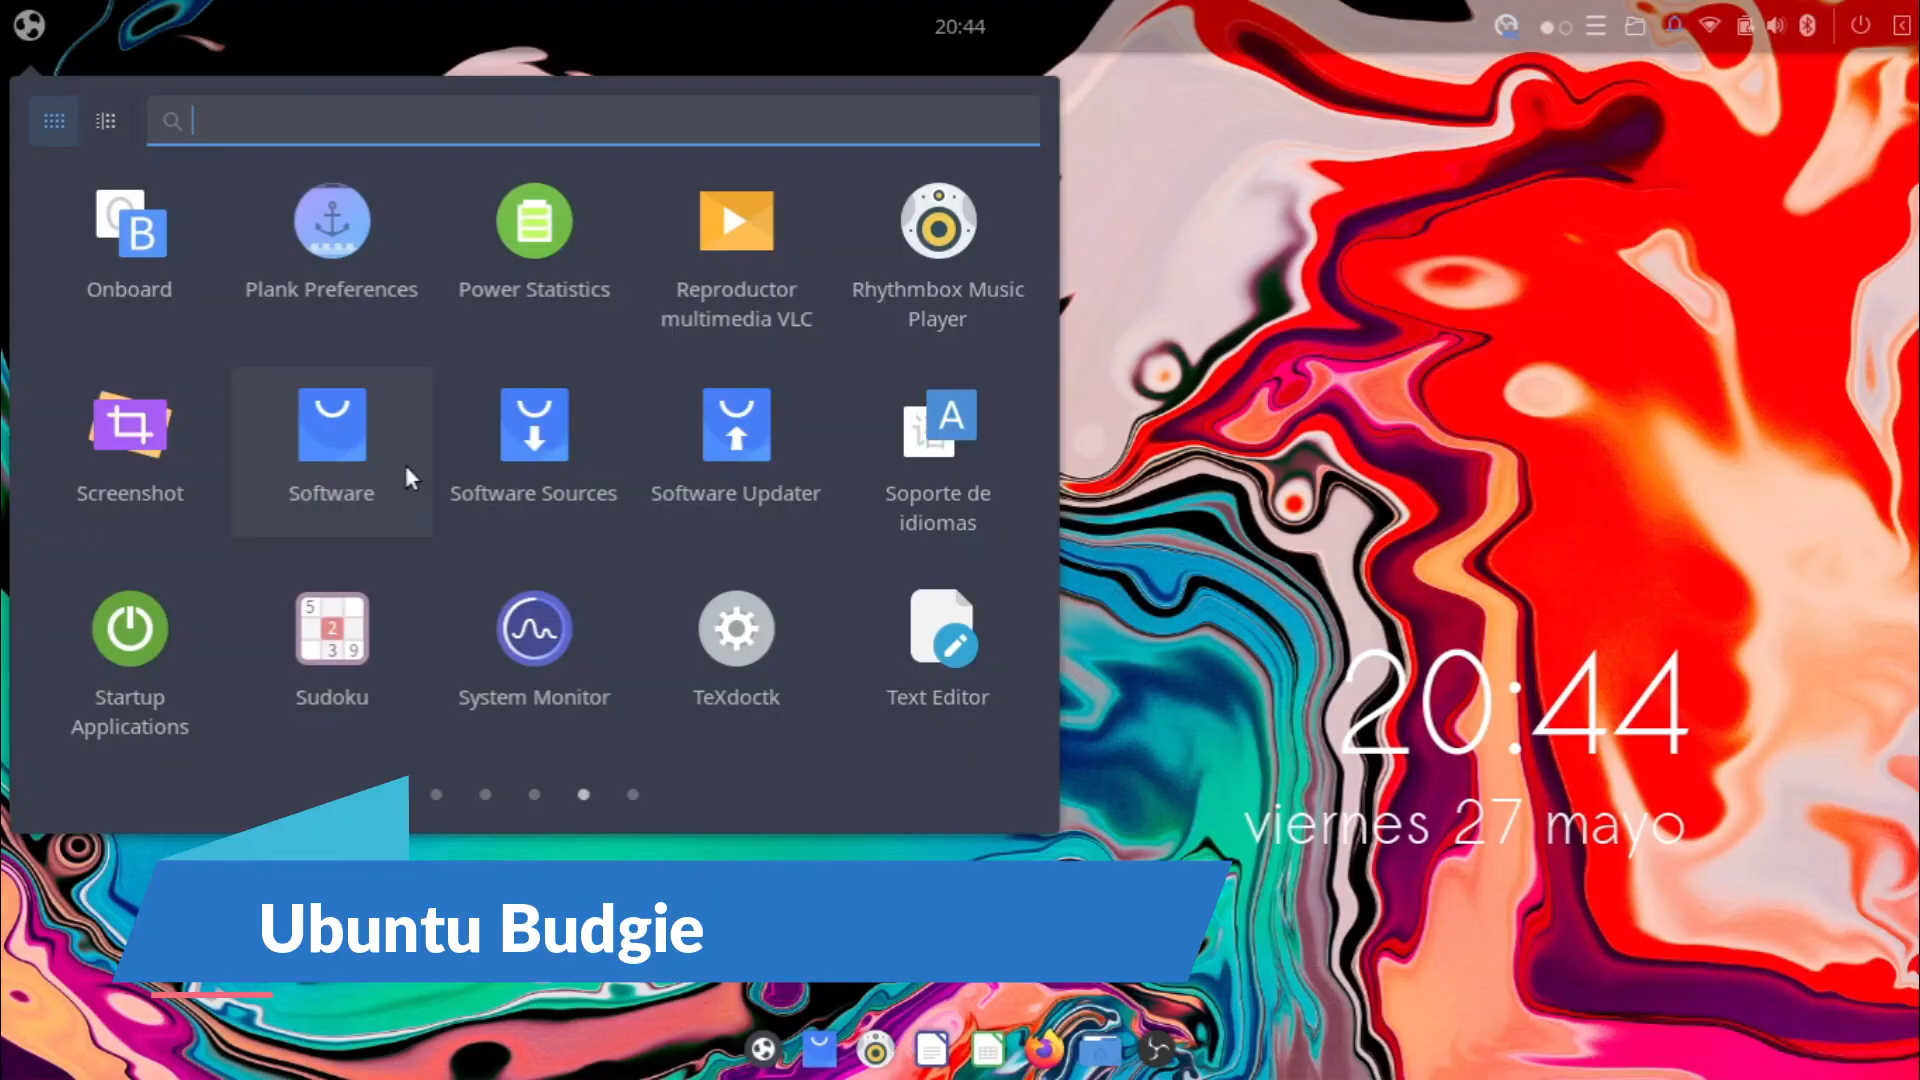 20:44
Onboard
Plank Preferences
Power Statistics
Reproductor
multimedia VLC
Rhythmbox Music
Player
Screenshot
Software
Software Sources
Software Updater
Soporte de
idiomas
Startup
Applications
Sudoku
System Monitor
TeXdoctk
Text Editor
20:44
viernes 27 mayo
Ubuntu Budgie